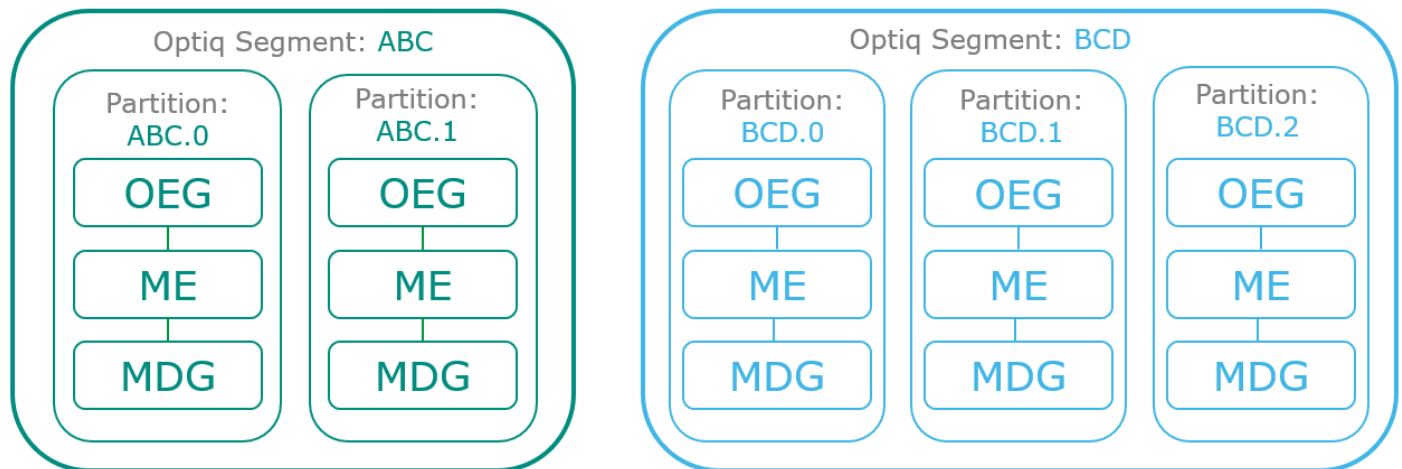 Optiq Segment: ABC
Partition:
ABC.0
OEG
ME
MDG
Partition:
ABC.1
OEG
ME
MDG
Optiq Segment: BCD
Partition:
BCD.0
OEG
ME
MDG
Partition:
BCD.1
OEG
ME
MDG
Partition:
BCD.2
OEG
ME
MDG